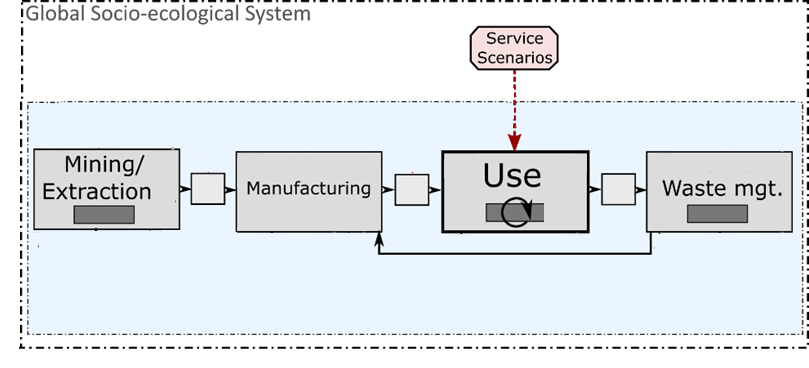 Global Socio-ecological System
Service
Scenarios
Mining/
Extraction
Manufacturing
Use
Waste mgt.